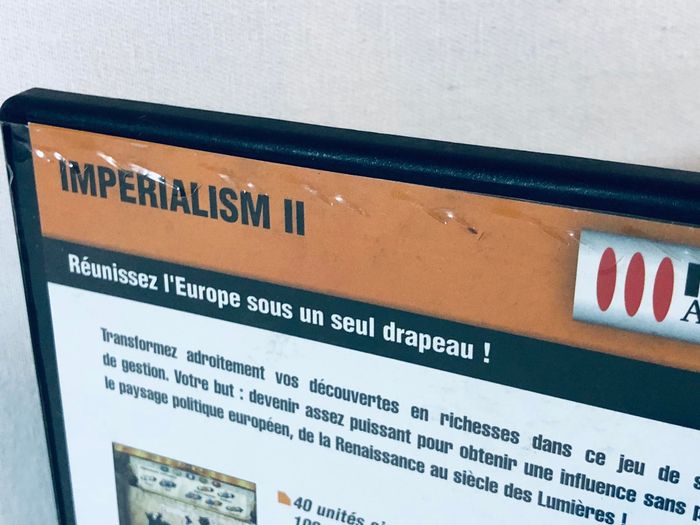 IMPERIALISM II
Réunissez l'Europe sous un seul drapeau !
Transformez adroitement vos découvertes en richesses dans ce jeu de
de gestion. Votre but : devenir assez puissant pour obtenir une influence sans
le paysage politique européen, de la Renaissance au siècle des Lumières !
40 unités